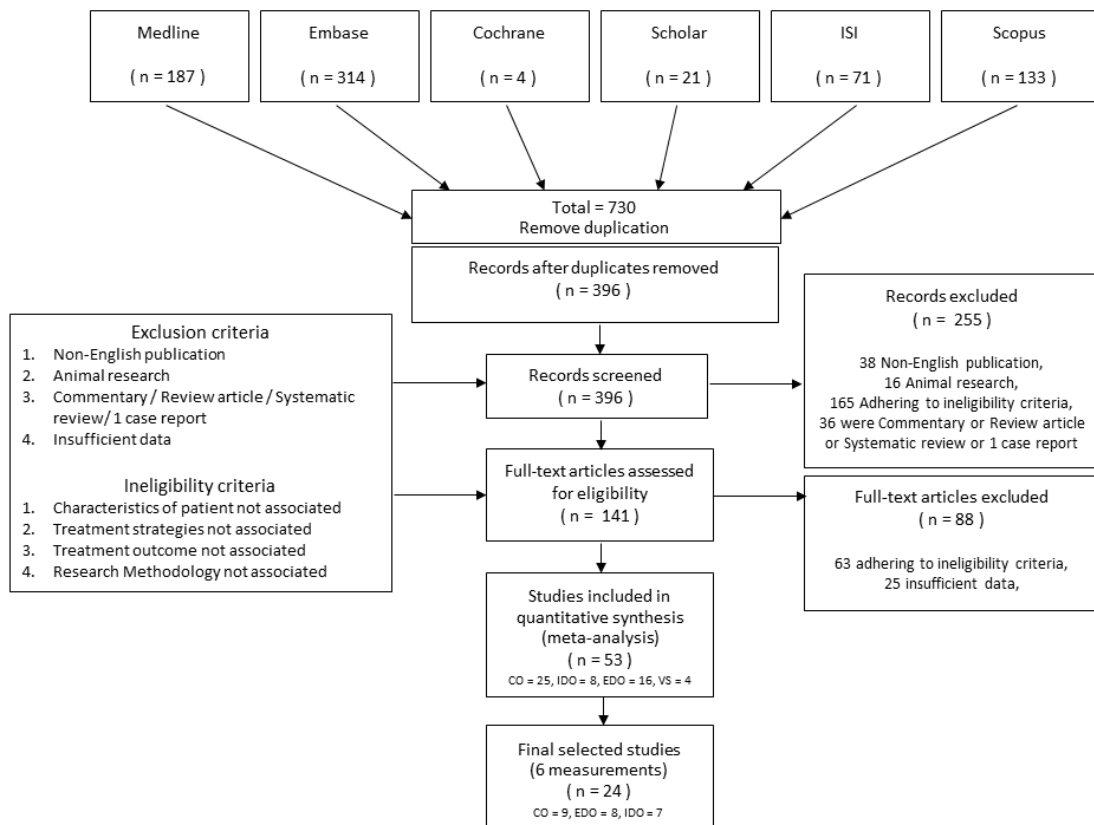 Medline
( n = 187 )
Embase
( n = 314 )
Cochrane
( n = 4 )
Scholar
( n = 21 )
ISI
( n = 71 )
Scopus
( n = 133 )
Total = 730
Remove duplication
Records after duplicates removed
( n = 396 )
Exclusion criteria
1. Non-English publication
2. Animal research
3. Commentary / Review article / Systematic
review/ 1 case report
4. Insufficient data
Ineligibility criteria
1. Characteristics of patient not associated
2. Treatment strategies not associated
3. Treatment outcome not associated
4. Research Methodology not associated
Records screened
( n = 396 )
Records excluded
( n = 255 )
38 Non-English publication,
16 Animal research,
165 Adhering to ineligibility criteria,
36 were Commentary or Review article
or Systematic review or 1 case report
Full-text articles assessed
for eligibility
( n = 141 )
Full-text articles excluded
( n = 88 )
63 adhering to ineligibility criteria,
25 insufficient data,
Studies included in
quantitative synthesis
(meta-analysis)
( n = 53 )
CO = 25, IDO = 8, EDO = 16, VS = 4
Final selected studies
(6 measurements)
( n = 24 )
CO = 9, EDO = 8, IDO = 7